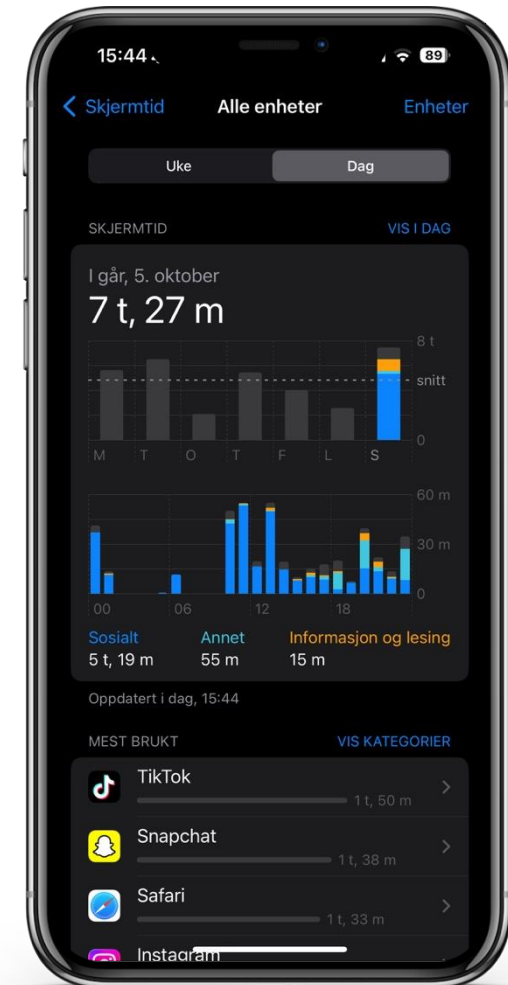 15:44
89
Skjermtid Alle enheter Enheter
Uke Dag
SKJERMTID VIS I DAG
I går, 5. oktober
7 t, 27 m
8 t
snitt
0
M T O T F L S
60 m
30 m
0
00 06 12 18
Sosialt Annet Informasjon og lesing
5 t, 19 m 55 m 15 m
Oppdatert i dag, 15:44
MEST BRUKT VIS KATEGORIER
TikTok
1 t, 50 m
Snapchat
1 t, 38 m
Safari
1 t, 33 m
Instagram